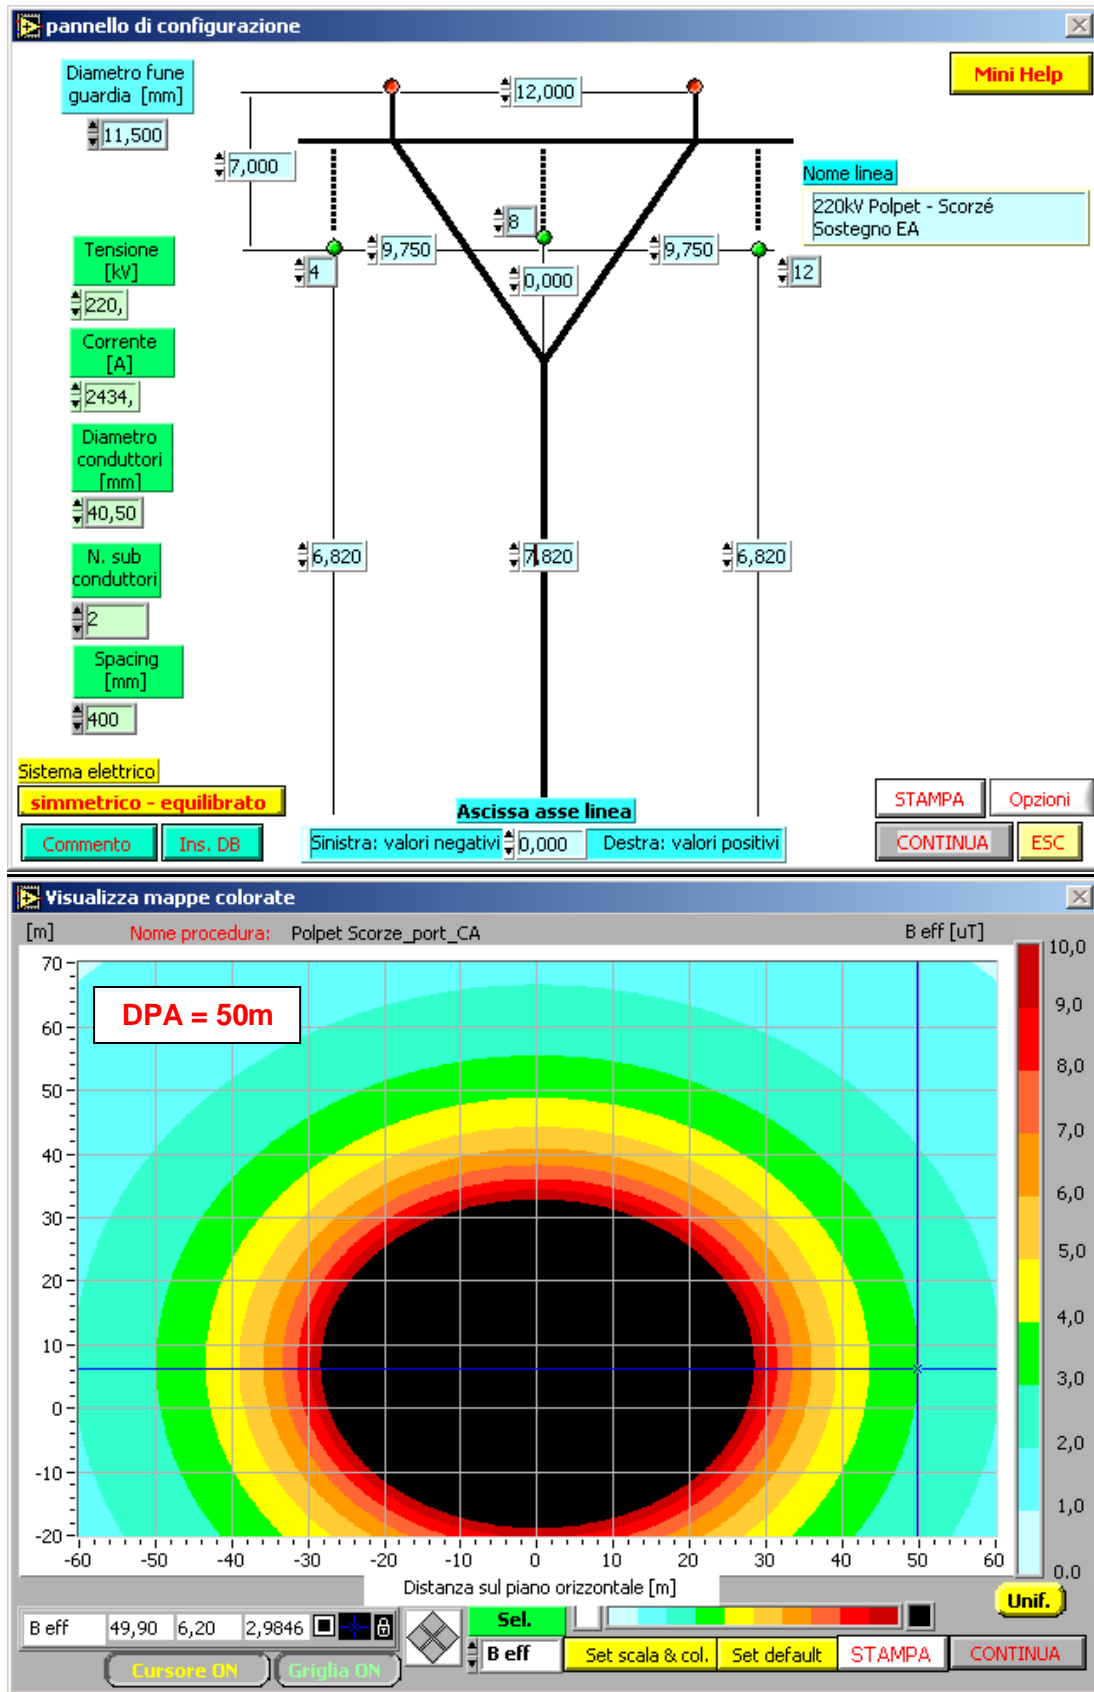 pannello di configurazione
Diametro fune
guardia [mm]
11,500
12,000
Mini Help
7,000
Nome linea
220kV Polpet - Scorzé
Sostegno EA
8
Tensione
[kV]
220,
9,750
9,750
4
0,000
12
Corrente
[A]
2434,
Diametro
conduttori
[mm]
40,50
N. sub
conduttori
2
6,820
7,820
6,820
Spacing
[mm]
400
Sistema elettrico
simmetrico - equilibrato
Commento
Ins. DB
Ascissa asse linea
Sinistra: valori negativi
0,000
Destra: valori positivi
STAMPA
Opzioni
CONTINUA
ESC
Visualizza mappe colorate
[m]
Nome procedura:
Polpet Scorze_port_CA
B eff [uT]
DPA = 50m
70
60
50
40
30
20
10
0
-10
-20
-60
-50
-40
-30
-20
-10
0
10
20
30
40
50
60
Distanza sul piano orizzontale [m]
10,0
9,0
8,0
7,0
6,0
5,0
4,0
3,0
2,0
1,0
0.0
Unif.
B eff
49,90
6,20
2,9846
Cursore ON
Griglia ON
Sel.
B eff
Set scala & col.
Set default
STAMPA
CONTINUA